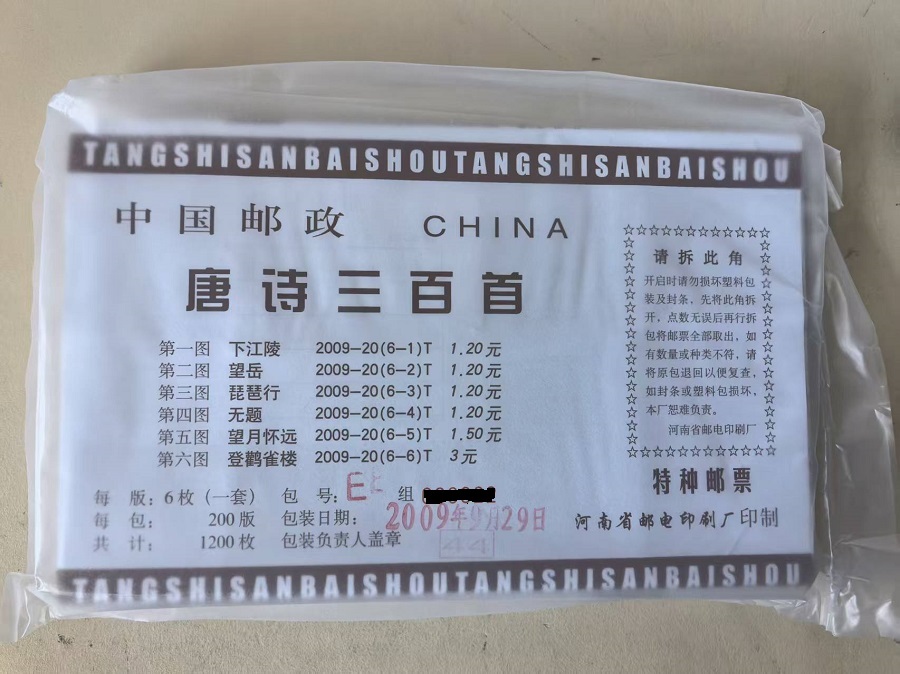 TANGSHISANBAISHOUTANGSHISANBAISHOU
中国邮政 CHINA
唐诗三百首
第一图 下江陵 2009-20(6-1)T 1.20元
第二图 望岳 2009-20(6-2)T 1.20元
第三图 琵琶行 2009-20(6-3)T 1.20元
第四图 无题 2009-20(6-4)T 1.20元
第五图 望月怀远 2009-20(6-5)T 1.50元
第六图 登鹳雀楼 2009-20(6-6)T 3元
每 版：6枚（一套） 包 号： E 组
每 包： 200版 包装日期： 2009年9月29日
共 计： 1200枚 包装负责人盖章 44
请拆此角
开启时请勿损坏塑料包
装及封条，先将此角拆
开，点数无误后再行拆
包将邮票全部取出，如
有数量或种类不符，请
将原包退回以便复查，
如封条或塑料包损坏，
本厂恕难负责。
河南省邮电印刷厂
特种邮票
河南省邮电印刷厂印制
TANGSHISANBAISHOUTANGSHISANBAISHOU